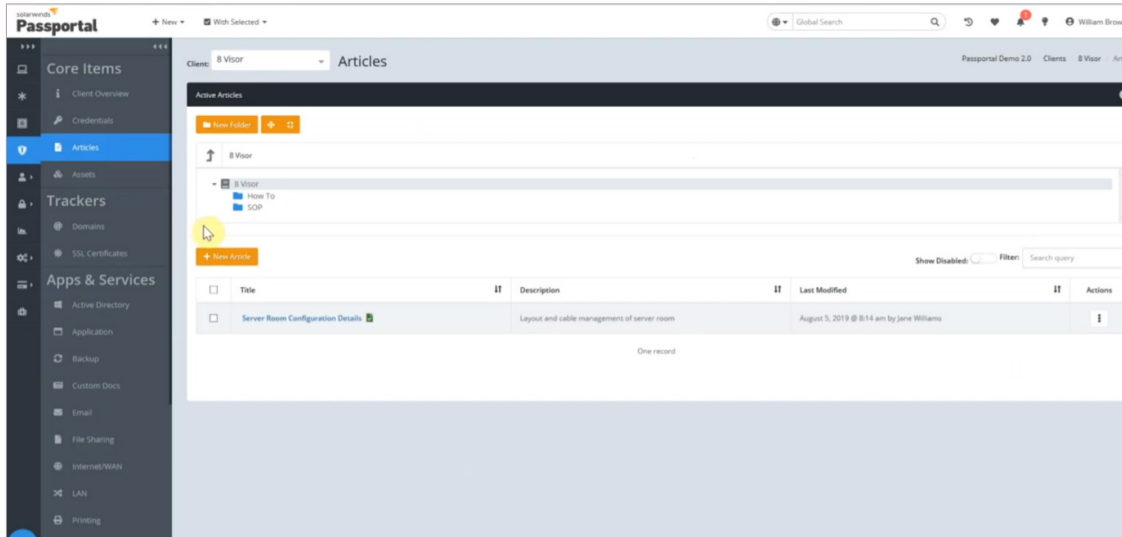 solarwinds
Passportal
+ New
With Selected
Global Search
1
William Brow
Core Items
Client Overview
Credentials
Articles
Assets
Trackers
Domains
SSL Certificates
Apps & Services
Active Directory
Application
Backup
Custom Docs
Email
File Sharing
Internet/WAN
LAN
Printing
Client: 8 Visor
Articles
Passportal Demo 2.0 Clients 8 Visor / Art
Active Articles
New Folder
8 Visor
8 Visor
How To
SOP
+ New Article
Show Disabled: Filter: Search query
Title Description Last Modified Actions
Server Room Configuration Details Layout and cable management of server room August 5, 2019 @ 8:14 am by Jane Williams
One record